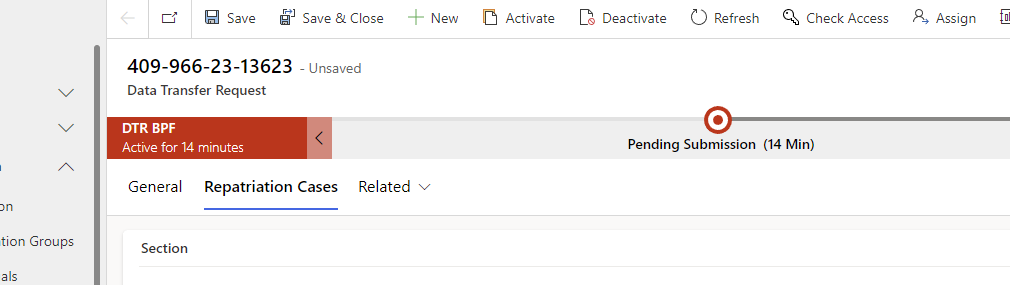 Save Save & Close New Activate Deactivate Refresh Check Access Assign
409-966-23-13623 - Unsaved
Data Transfer Request
DTR BPF
Active for 14 minutes
Pending Submission (14 Min)
General Repatriation Cases Related
on
tion Groups
Section
als